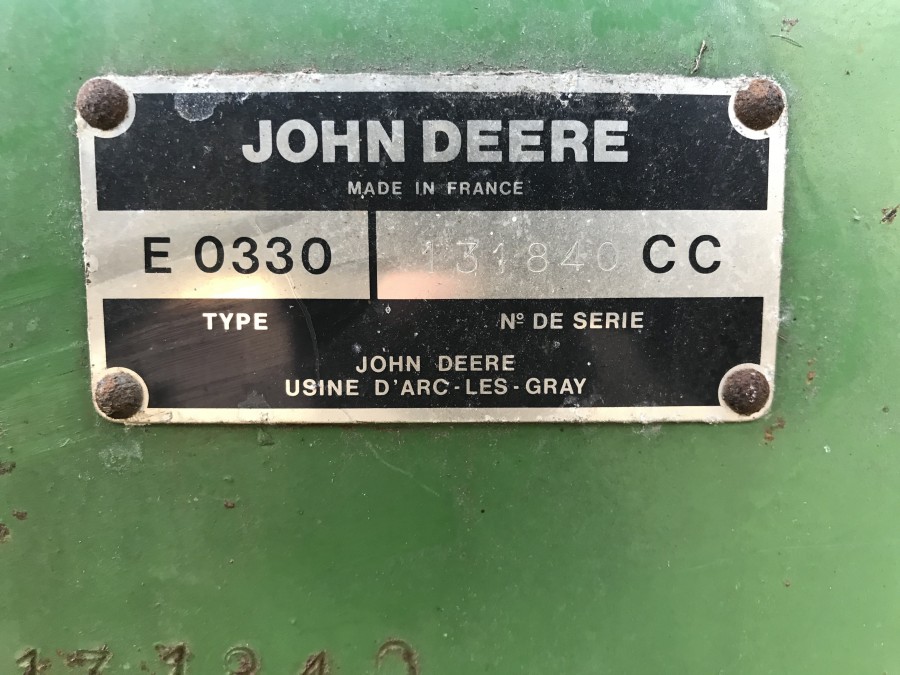 JOHN DEERE
MADE IN FRANCE
E 0330 131840 CC
TYPE Nº DE SERIE
JOHN DEERE
USINE D'ARC-LES-GRAY